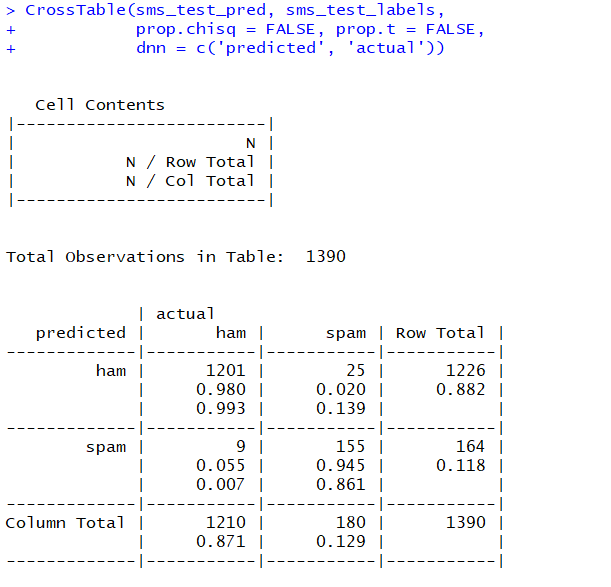 > CrossTable(sms_test_pred, sms_test_labels,
+            prop.chisq = FALSE, prop.t = FALSE,
+            dnn = c('predicted', 'actual'))
   Cell Contents
|-------------------------|
|                       N |
|           N / Row Total |
|           N / Col Total |
|-------------------------|
Total Observations in Table:  1390
             | actual
   predicted |       ham |      spam | Row Total |
-------------|-----------|-----------|-----------|
         ham |      1201 |        25 |      1226 |
             |     0.980 |     0.020 |     0.882 |
             |     0.993 |     0.139 |           |
-------------|-----------|-----------|-----------|
        spam |         9 |       155 |       164 |
             |     0.055 |     0.945 |     0.118 |
             |     0.007 |     0.861 |           |
-------------|-----------|-----------|-----------|
Column Total |      1210 |       180 |      1390 |
             |     0.871 |     0.129 |           |
-------------|-----------|-----------|-----------|